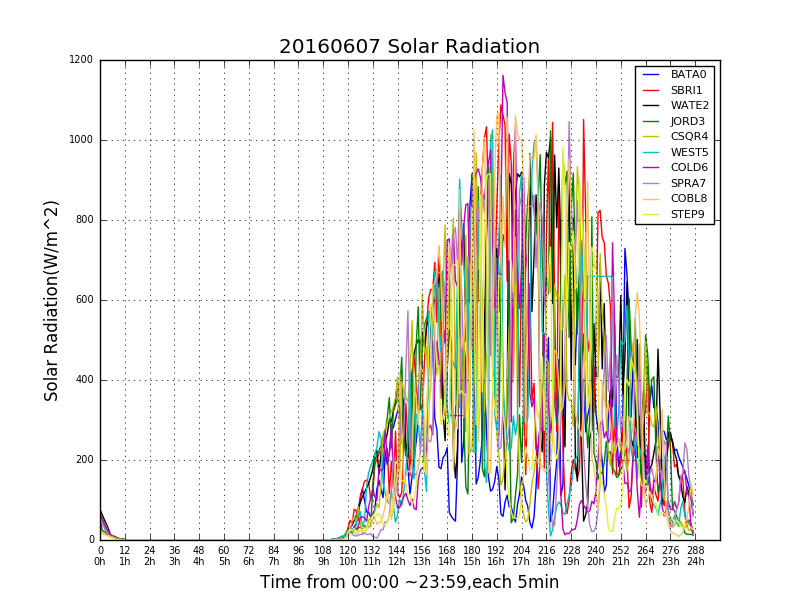 20160607 Solar Radiation
1200
1000
800
600
400
200
0
Solar Radiation(W/m^2)
BATA0
SBRI1
WATE2
JORD3
CSQR4
WEST5
COLD6
SPRA7
COBL8
STEP9
0 12 24 36 48 60 72 84 96 108 120 132 144 156 168 180 192 204 216 228 240 252 264 276 288
0h 1h 2h 3h 4h 5h 6h 7h 8h 9h 10h 11h 12h 13h 14h 15h 16h 17h 18h 19h 20h 21h 22h 23h 24h
Time from 00:00 ~23:59,each 5min